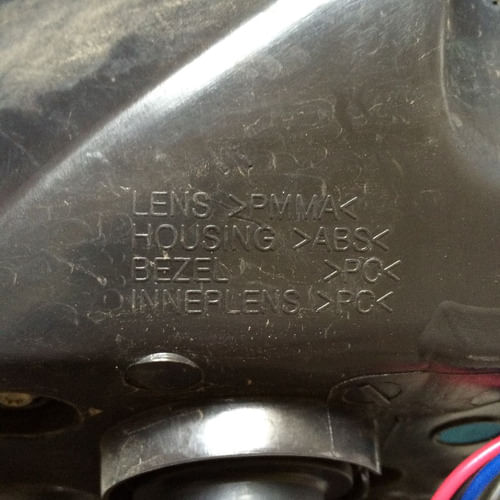 LENS >PMMA<
HOUSING >ABS<
BEZEL >PC<
INNERLENS >PC<